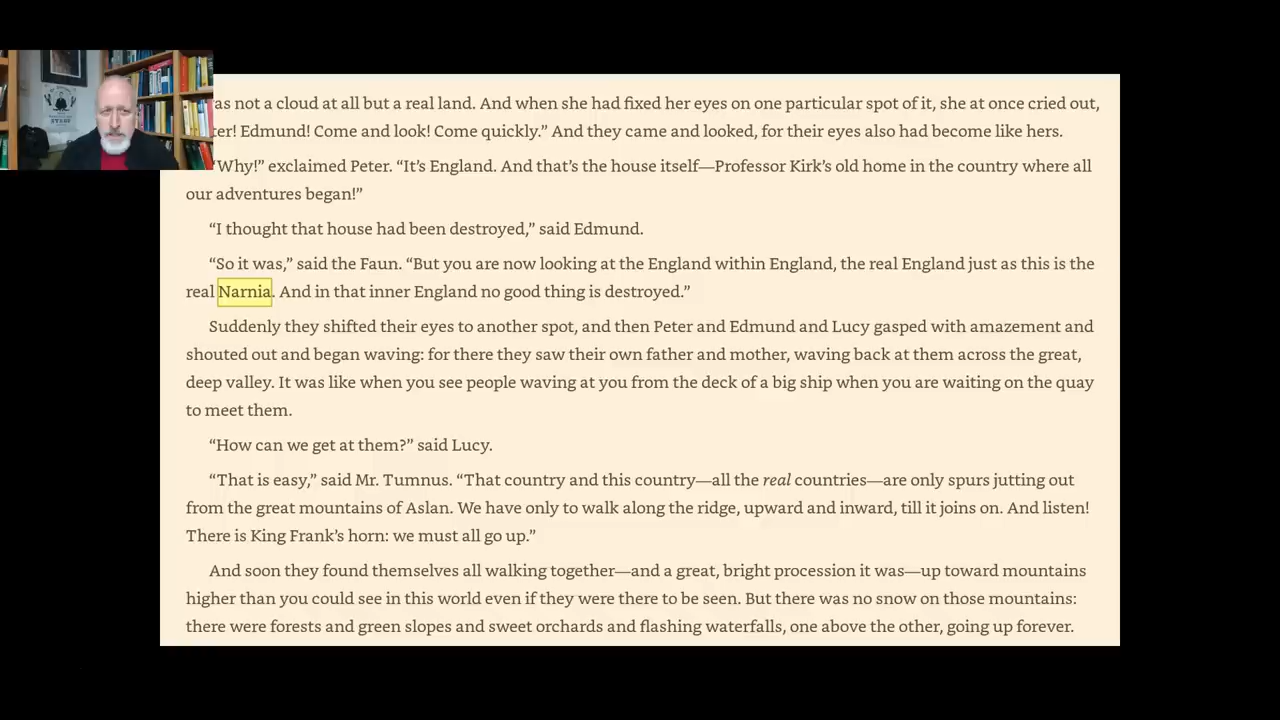 as not a cloud at all but a real land. And when she had fixed her eyes on one particular spot of it, she at once cried out,
ter! Edmund! Come and look! Come quickly.” And they came and looked, for their eyes also had become like hers.
“Why!” exclaimed Peter. “It’s England. And that’s the house itself—Professor Kirk’s old home in the country where all
our adventures began!”
“I thought that house had been destroyed,” said Edmund.
“So it was,” said the Faun. “But you are now looking at the England within England, the real England just as this is the
real Narnia. And in that inner England no good thing is destroyed.”
Suddenly they shifted their eyes to another spot, and then Peter and Edmund and Lucy gasped with amazement and
shouted out and began waving: for there they saw their own father and mother, waving back at them across the great,
deep valley. It was like when you see people waving at you from the deck of a big ship when you are waiting on the quay
to meet them.
“How can we get at them?” said Lucy.
“That is easy,” said Mr. Tumnus. “That country and this country—all the real countries—are only spurs jutting out
from the great mountains of Aslan. We have only to walk along the ridge, upward and inward, till it joins on. And listen!
There is King Frank’s horn: we must all go up.”
And soon they found themselves all walking together—and a great, bright procession it was—up toward mountains
higher than you could see in this world even if they were there to be seen. But there was no snow on those mountains:
there were forests and green slopes and sweet orchards and flashing waterfalls, one above the other, going up forever.